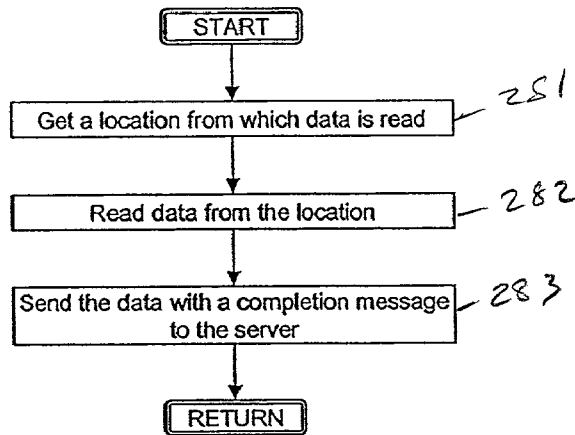 START
Get a location from which data is read
281
Read data from the location
282
Send the data with a completion message
to the server
283
RETURN